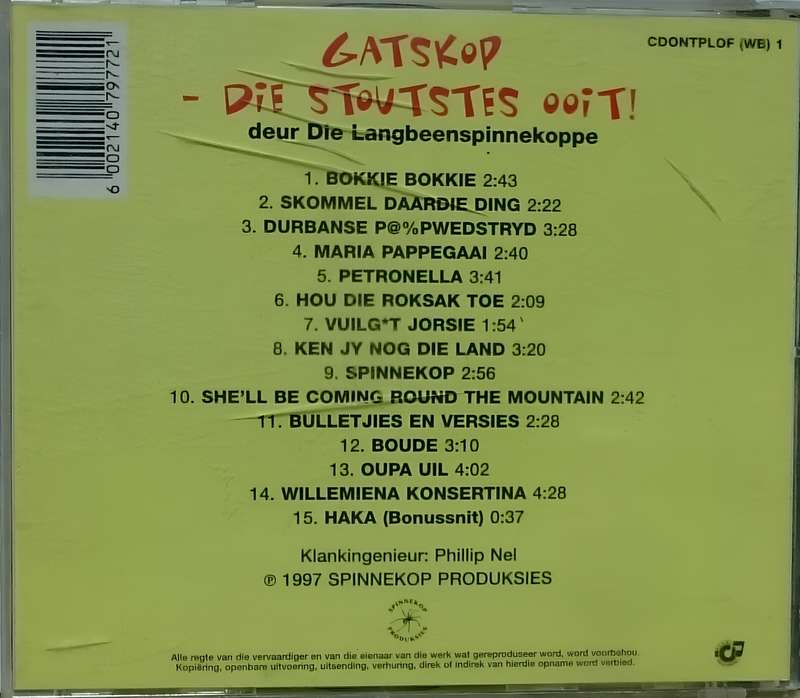 GATSKOP
- DIE STOUTSTES OOIT!
deur Die Langbeenspinnekoppe
CDONTPLOF (WB) 1
6 002140 797721
1. BOKKIE BOKKIE 2:43
2. SKOMMEL DAARDIE DING 2:22
3. DURBANSE P@%PWEDSTRYD 3:28
4. MARIA PAPPEGAAI 2:40
5. PETRONELLA 3:41
6. HOU DIE ROKSAK TOE 2:09
7. VUILG*T JORSIE 1:54
8. KEN JY NOG DIE LAND 3:20
9. SPINNEKOP 2:56
10. SHE'LL BE COMING ROUND THE MOUNTAIN 2:42
11. BULLETJIES EN VERSIES 2:28
12. BOUDE 3:10
13. OUPA UIL 4:02
14. WILLEMIENA KONSERTINA 4:28
15. HAKA (Bonussnit) 0:37
Klankingenieur: Phillip Nel
℗ 1997 SPINNEKOP PRODUKSIES
SPINNEKOP
PRODUKSIES
Alle regte van die vervaardiger en van die eienaar van die werk wat gereproduseer word, word voorbehou.
Kopiëring, openbare uitvoering, uitsending, verhuring, direk of indirek van hierdie opname word verbied.